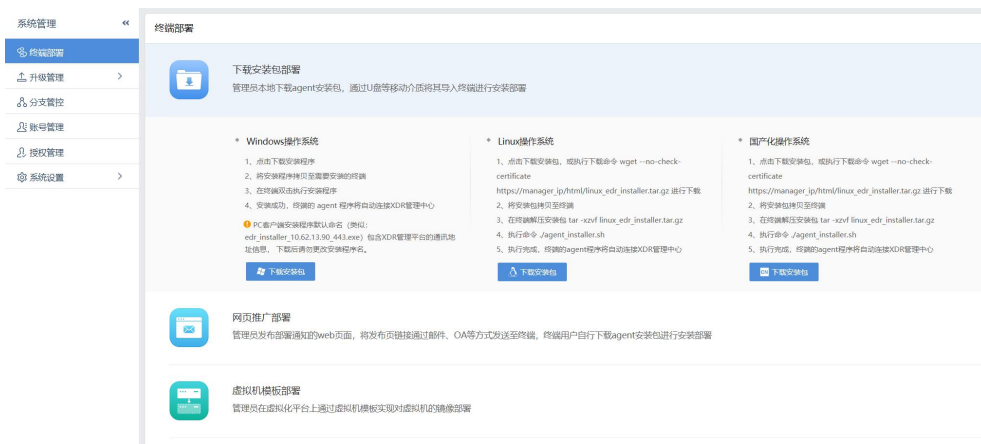 系统管理
终端部署
升级管理
分支管控
账号管理
授权管理
系统设置
终端部署
下载安装包部署
管理员本地下载agent安装包，通过U盘等移动介质将其导入终端进行安装部署
Windows操作系统
1、点击下载安装程序
2、将安装程序拷贝至需要安装的终端
3、在终端双击执行安装程序
4、安装成功，终端的 agent 程序将自动连接XDR管理中心
PC客户端安装程序默认命名（类似：
edr_installer_10.62.13.90_443.exe）包含XDR管理平台的通讯地
址信息，下载后请勿更改安装程序名。
下载安装包
Linux操作系统
1、点击下载安装包，或执行下载命令 wget --no-check-
certificate
https://manager_ip/html/linux_edr_installer.tar.gz 进行下载
2、将安装包拷贝至终端
3、在终端解压安装包 tar -xzvf linux_edr_installer.tar.gz
4、执行命令 ./agent_installer.sh
5、执行完成，终端的agent程序将自动连接XDR管理中心
下载安装包
国产化操作系统
1、点击下载安装包，或执行下载命令 wget --no-check-
certificate
https://manager_ip/html/linux_edr_installer.tar.gz 进行下载
2、将安装包拷贝至终端
3、在终端解压安装包 tar -xzvf linux_edr_installer.tar.gz
4、执行命令 ./agent_installer.sh
5、执行完成，终端的agent程序将自动连接XDR管理中心
CN 下载安装包
网页推广部署
管理员发布部署通知的web页面，将发布页链接通过邮件、OA等方式发送至终端，终端用户自行下载agent安装包进行安装部署
虚拟机模板部署
管理员在虚拟化平台上通过虚拟机模板实现对虚拟机的镜像部署